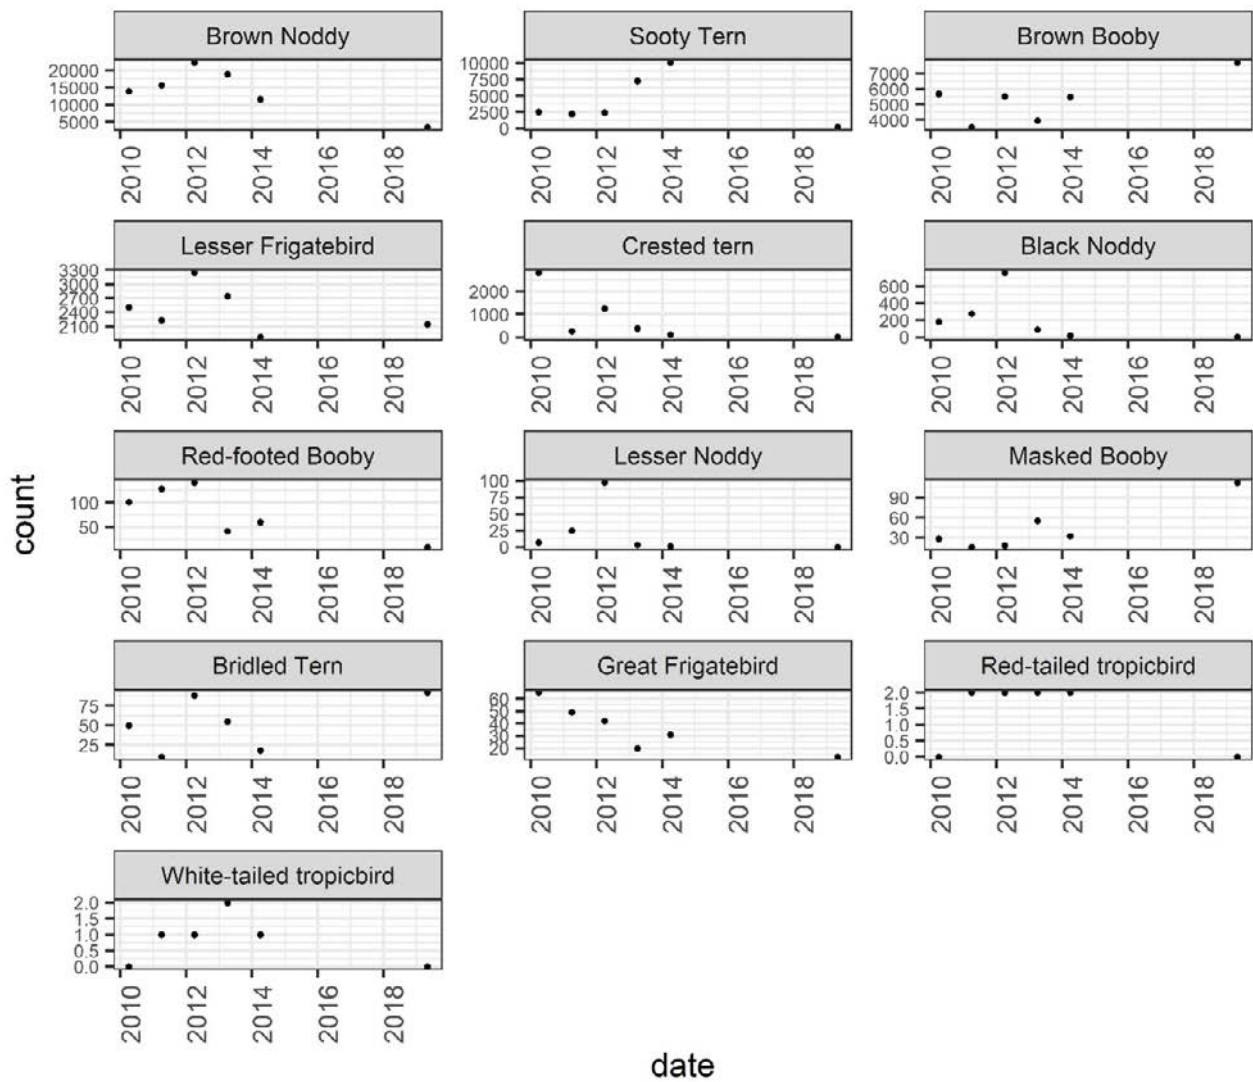 Brown Noddy
20000
15000
10000
5000
2010 2012 2014 2016 2018
Sooty Tern
10000
7500
5000
2500
0
2010 2012 2014 2016 2018
Brown Booby
7000
6000
5000
4000
2010 2012 2014 2016 2018
Lesser Frigatebird
3300
3000
2700
2400
2100
2010 2012 2014 2016 2018
Crested tern
2000
1000
0
2010 2012 2014 2016 2018
Black Noddy
600
400
200
0
2010 2012 2014 2016 2018
count
Red-footed Booby
100
50
2010 2012 2014 2016 2018
Lesser Noddy
100
75
50
25
0
2010 2012 2014 2016 2018
Masked Booby
90
60
30
2010 2012 2014 2016 2018
Bridled Tern
75
50
25
2010 2012 2014 2016 2018
Great Frigatebird
60
50
40
30
20
2010 2012 2014 2016 2018
Red-tailed tropicbird
2.0
1.5
1.0
0.5
0.0
2010 2012 2014 2016 2018
White-tailed tropicbird
2.0
1.5
1.0
0.5
0.0
2010 2012 2014 2016 2018
date